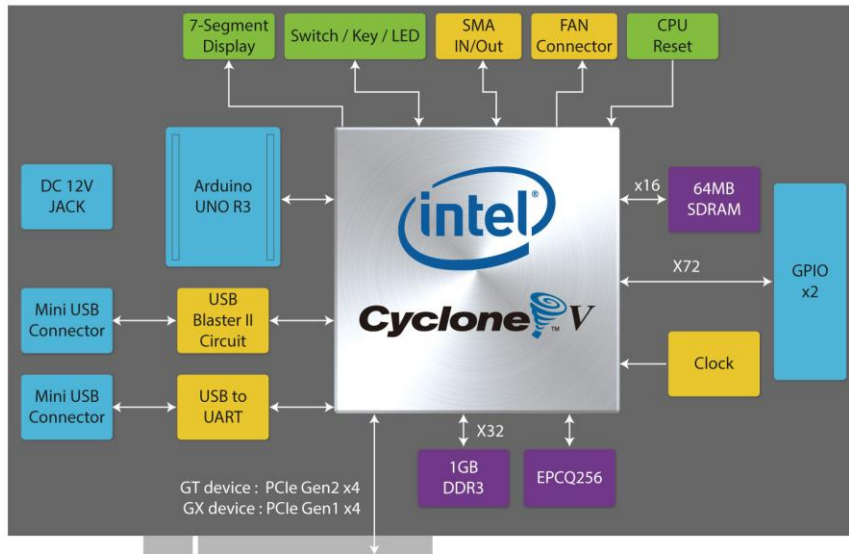 7-Segment
Display
Switch / Key / LED
SMA
IN/Out
FAN
Connector
CPU
Reset
DC 12V
JACK
Arduino
UNO R3
intel®
Cyclone™ V
x16
64MB
SDRAM
X72
GPIO
x2
Mini USB
Connector
USB
Blaster II
Circuit
Clock
Mini USB
Connector
USB to
UART
X32
1GB
DDR3
EPCQ256
GT device : PCIe Gen2 x4
GX device : PCIe Gen1 x4